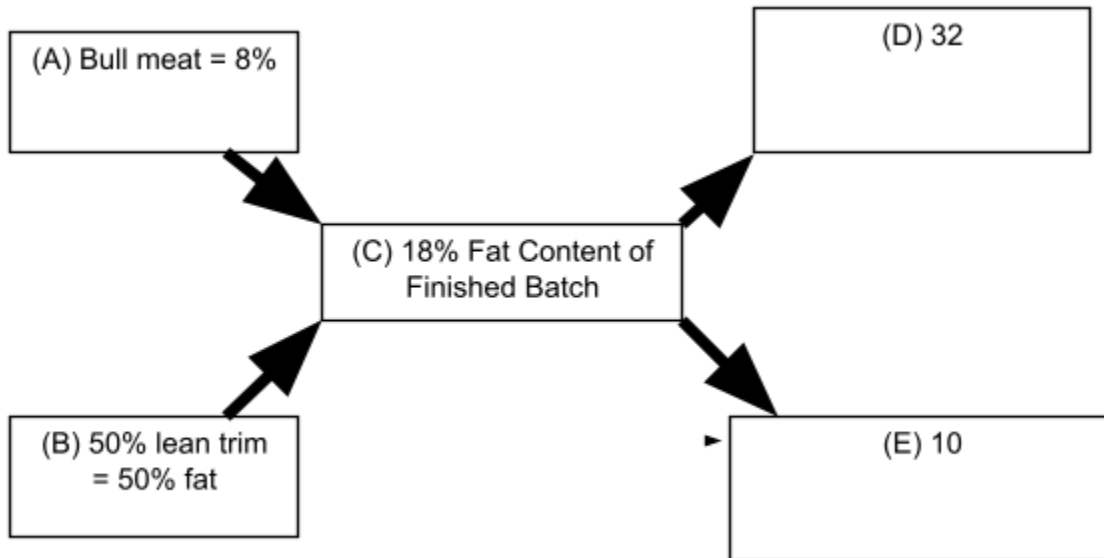 (A) Bull meat = 8%
(D) 32
(C) 18% Fat Content of
Finished Batch
(B) 50% lean trim
= 50% fat
(E) 10